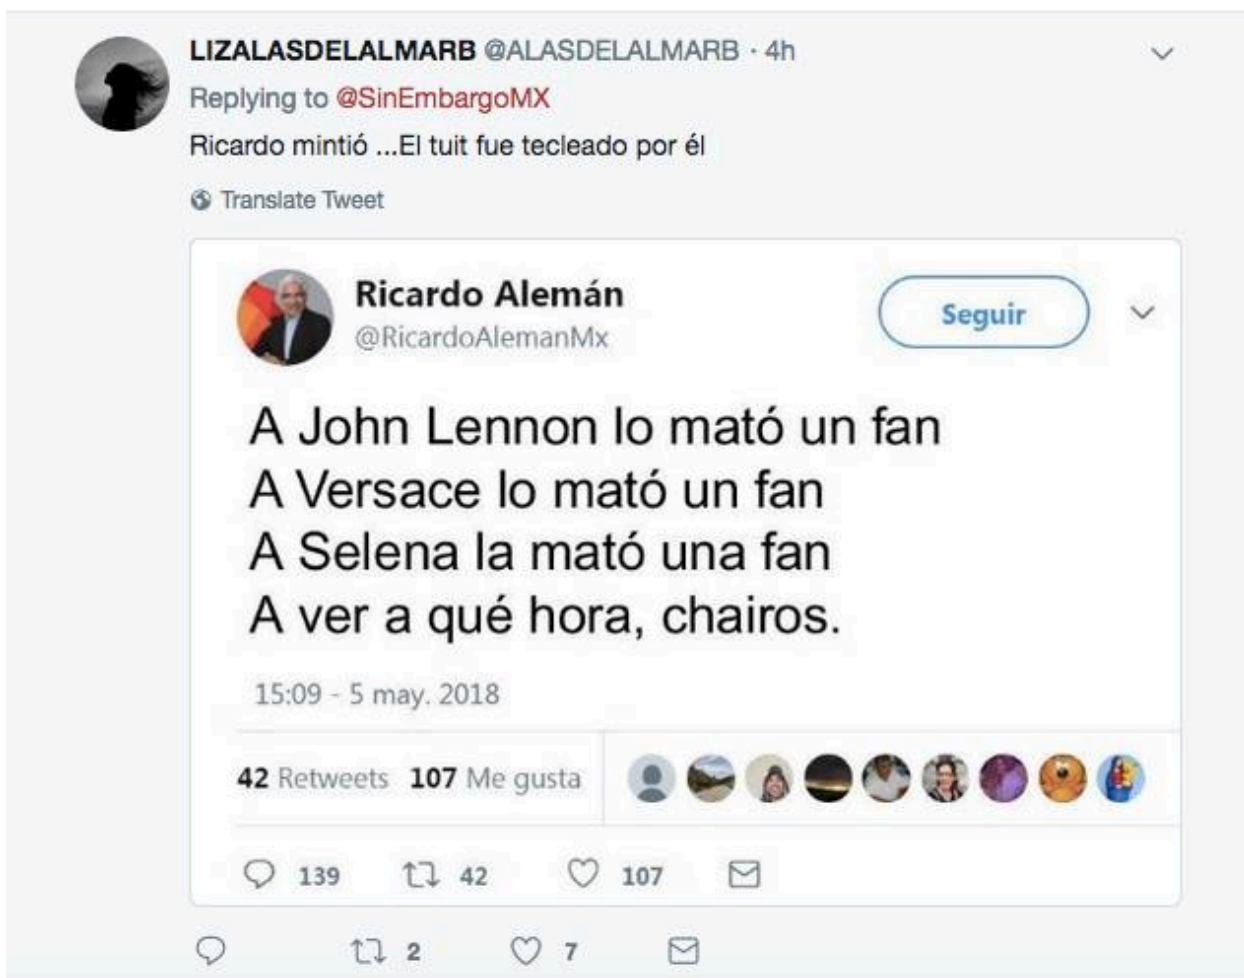 LIZALASDELALMARB @ALASDELALMARB · 4h
Replying to @SinEmbargoMX
Ricardo mintió ...El tuit fue tecleado por él
Translate Tweet
Ricardo Alemán
@RicardoAlemanMx
Seguir
A John Lennon lo mató un fan
A Versace lo mató un fan
A Selena la mató una fan
A ver a qué hora, chairos.
15:09 - 5 may. 2018
42 Retweets 107 Me gusta
139 42 107
2 7